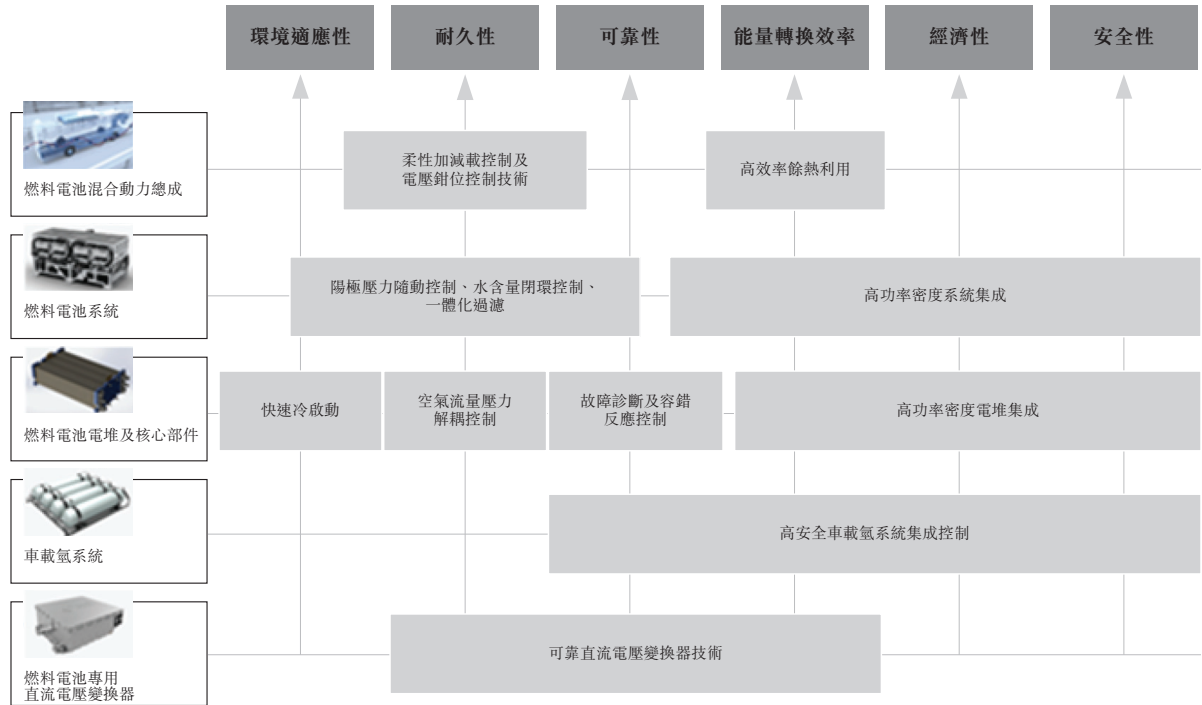 環境適應性
耐久性
可靠性
能量轉換效率
經濟性
安全性
燃料電池混合動力總成
柔性加減載控制及
電壓鉗位控制技術
高效率餘熱利用
燃料電池系統
陽極壓力隨動控制、水含量閉環控制、
一體化過濾
高功率密度系統集成
燃料電池電堆及核心部件
快速冷啟動
空氣流量壓力
解耦控制
故障診斷及容錯
反應控制
高功率密度電堆集成
車載氫系統
高安全車載氫系統集成控制
燃料電池專用
直流電壓變換器
可靠直流電壓變換器技術